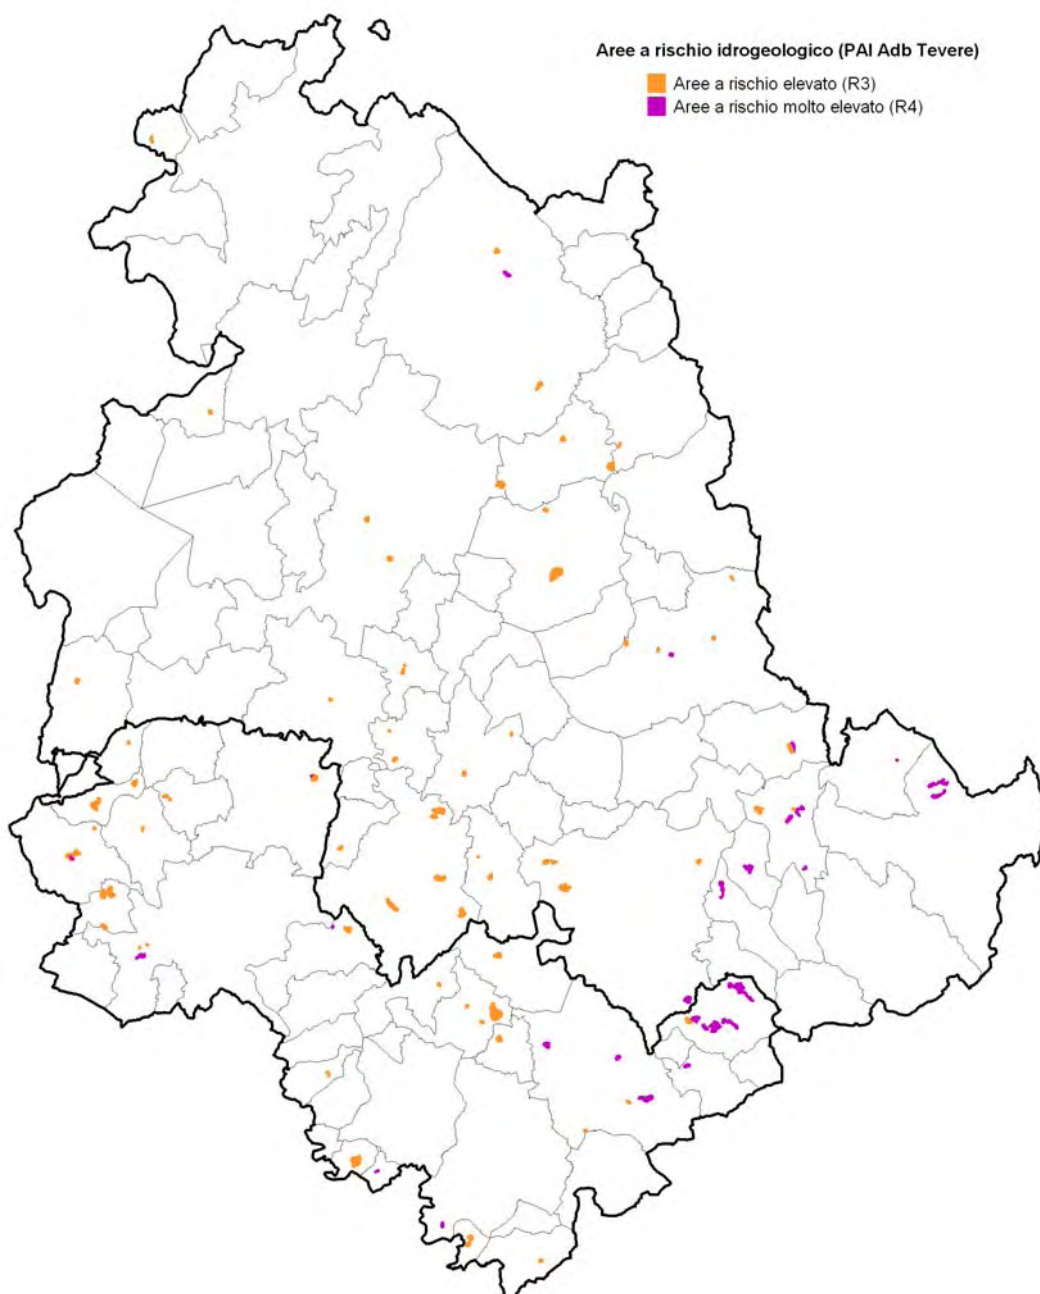 Aree a rischio idrogeologico (PAI Adb Tevere)
Aree a rischio elevato (R3)
Aree a rischio molto elevato (R4)